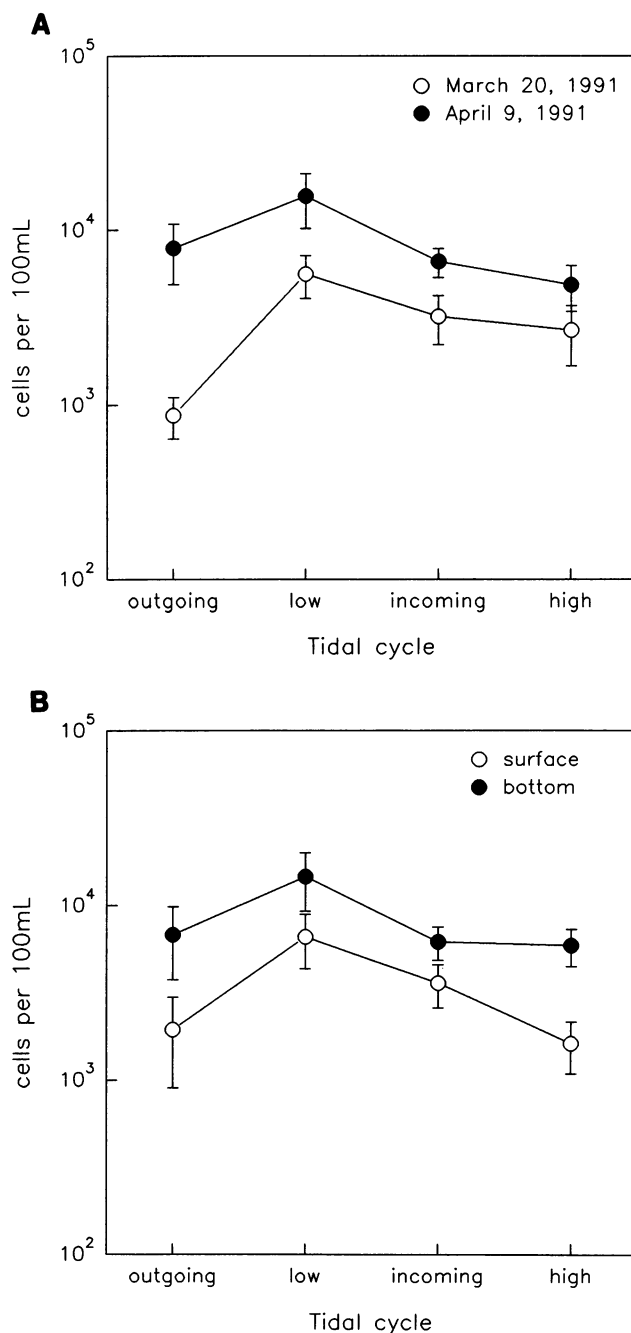 A
10^5
March 20, 1991
April 9, 1991
10^4
cells per 100mL
10^3
10^2
outgoing low incoming high
Tidal cycle
B
10^5
surface
bottom
10^4
cells per 100mL
10^3
10^2
outgoing low incoming high
Tidal cycle